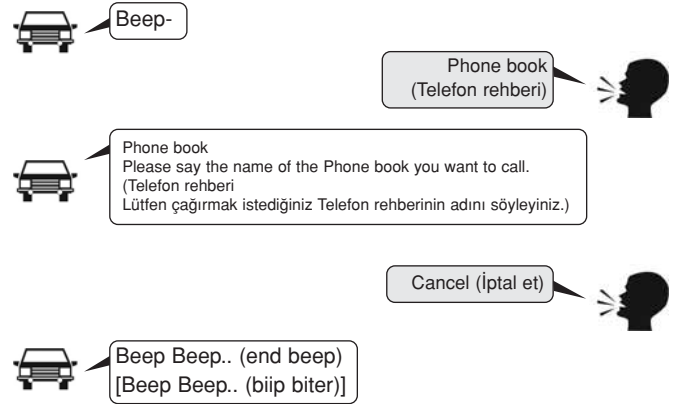 Beep-
Phone book
(Telefon rehberi)
Phone book
Please say the name of the Phone book you want to call.
(Telefon rehberi
Lütfen çağırmak istediğiniz Telefon rehberinin adını söyleyiniz.)
Cancel (İptal et)
Beep Beep.. (end beep)
[Beep Beep.. (biip biter)]